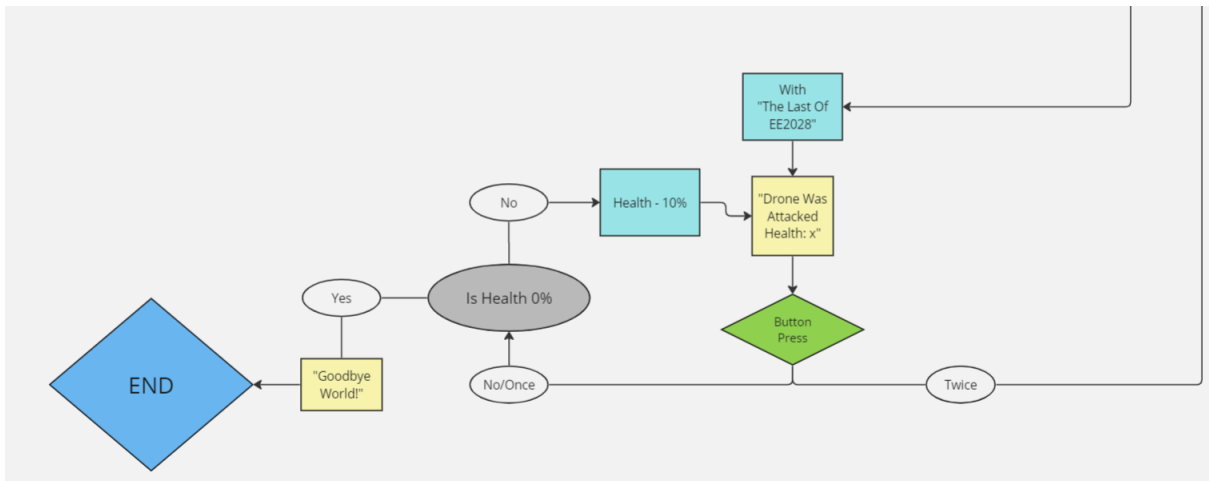 With
"The Last Of
EE2028"
No
Health - 10%
"Drone Was
Attacked
Health: x"
Yes
Is Health 0%
Button
Press
END
"Goodbye
World!"
No/Once
Twice